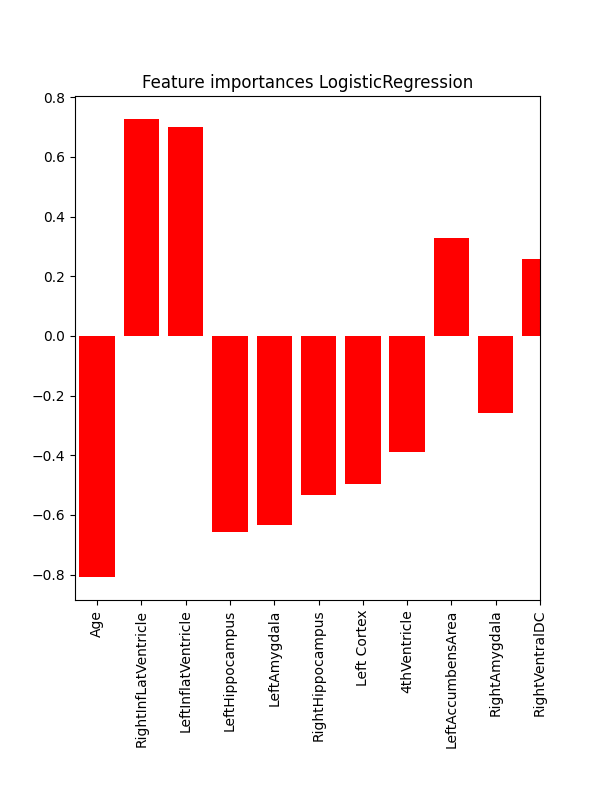 Feature importances LogisticRegression
0.8
0.6
0.4
0.2
0.0
−0.2
−0.4
−0.6
−0.8
Age
RightInfLatVentricle
LeftInflatVentricle
LeftHippocampus
LeftAmygdala
RightHippocampus
Left Cortex
4thVentricle
LeftAccumbensArea
RightAmygdala
RightVentralDC